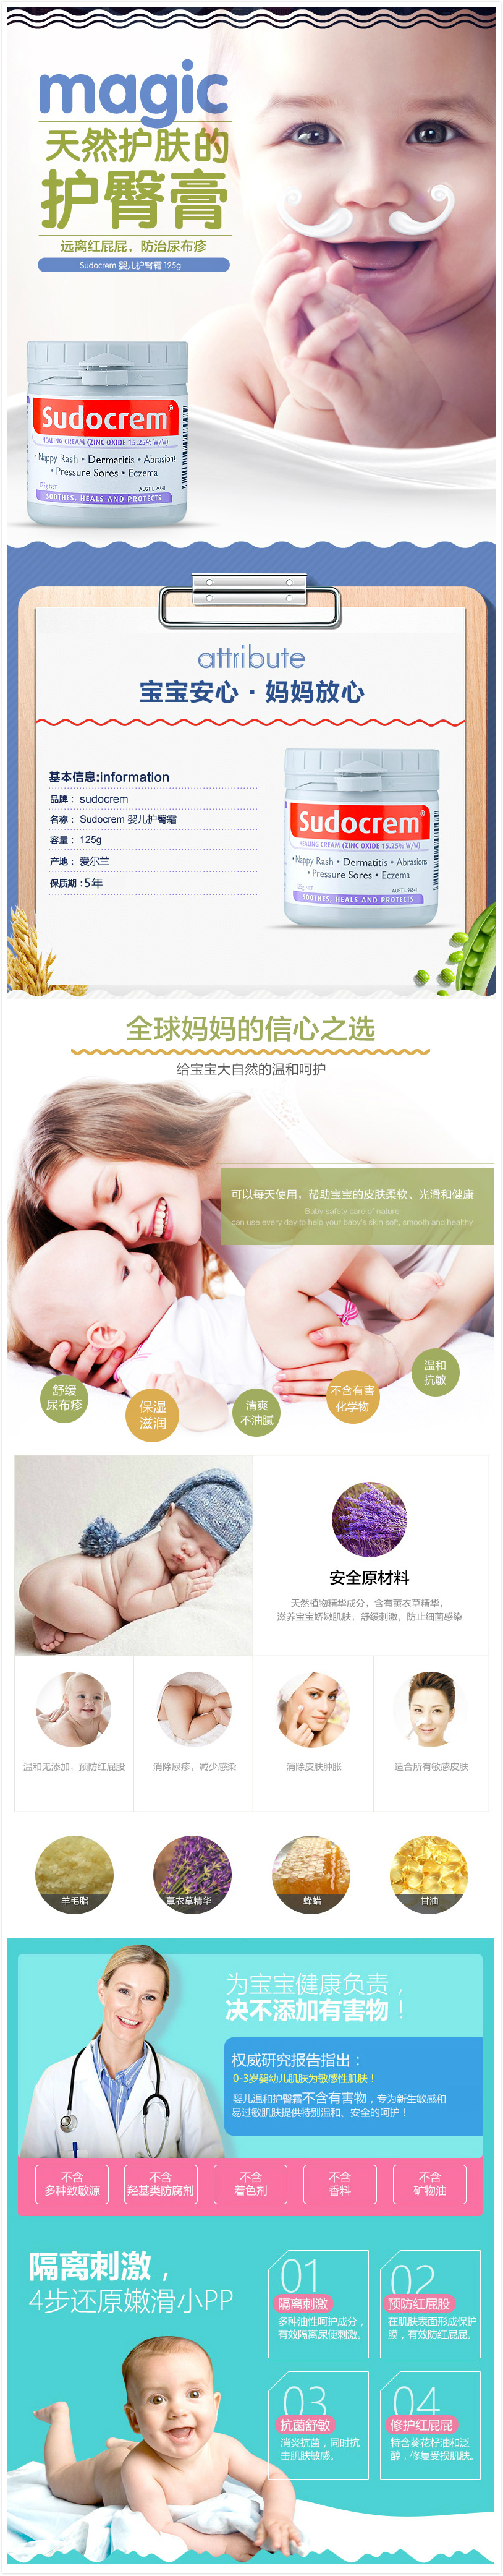 magic
天然护肤的
护臀膏
远离红屁屁，防治尿布疹
Sudocrem 婴儿护臀霜 125g
Sudocrem®
HEALING CREAM (ZINC OXIDE 15.25% W/W)
• Nappy Rash • Dermatitis • Abrasions
• Pressure Sores • Eczema
125g NET
AUST L
SOOTHES, HEALS AND PROTECTS
attribute
宝宝安心 · 妈妈放心
基本信息:information
品牌： sudocrem
名称： Sudocrem 婴儿护臀霜
容量： 125g
产地： 爱尔兰
保质期 : 5年
Sudocrem®
HEALING CREAM (ZINC OXIDE 15.25% W/W)
• Nappy Rash • Dermatitis • Abrasions
• Pressure Sores • Eczema
125g NET
AUST L
SOOTHES, HEALS AND PROTECTS
全球妈妈的信心之选
给宝宝大自然的温和呵护
可以每天使用，帮助宝宝的皮肤柔软、光滑和健康
Baby safety care of nature
can use every day to help your baby's skin soft, smooth and healthy
舒缓
尿布疹
保湿
滋润
清爽
不油腻
不含有害
化学物
温和
抗敏
安全原材料
天然植物精华成分，含有薰衣草精华，
滋养宝宝娇嫩肌肤，舒缓刺激，防止细菌感染
温和无添加，预防红屁股
消除尿疹，减少感染
消除皮肤肿胀
适合所有敏感皮肤
羊毛脂
薰衣草精华
蜂蜡
甘油
为宝宝健康负责，
决不添加有害物！
权威研究报告指出：
0-3岁婴幼儿肌肤为敏感性肌肤！
婴儿温和护臀霜不含有害物，专为新生敏感和
易过敏肌肤提供特别温和、安全的呵护！
不含
多种致敏源
不含
羟基类防腐剂
不含
着色剂
不含
香料
不含
矿物油
隔离刺激，
4步还原嫩滑小PP
01
隔离刺激
多种油性呵护成分，
有效隔离尿便刺激。
02
预防红屁股
在肌肤表面形成保护
膜，有效防红屁屁。
03
抗菌舒敏
消炎抗菌，同时抗
击肌肤敏感。
04
修护红屁屁
特含葵花籽油和泛
醇，修复受损肌肤。